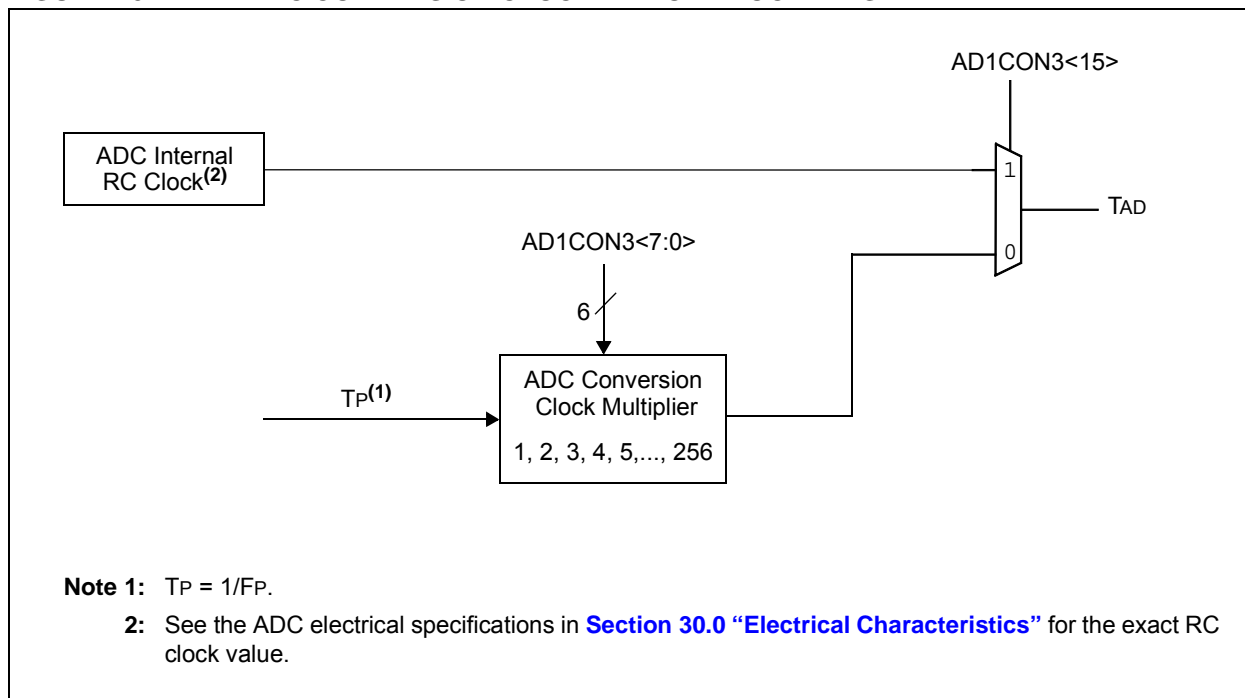 AD1CON3<15>
ADC Internal
RC Clock(2)
1
TAD
AD1CON3<7:0>
0
6
ADC Conversion
Clock Multiplier
TP(1)
1, 2, 3, 4, 5,..., 256
Note 1: TP = 1/FP.
2: See the ADC electrical specifications in Section 30.0 “Electrical Characteristics” for the exact RC
clock value.